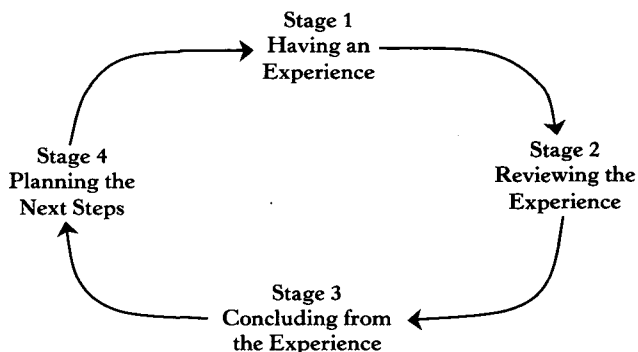 Stage 1
Having an
Experience
Stage 2
Reviewing the
Experience
Stage 3
Concluding from
the Experience
Stage 4
Planning the
Next Steps